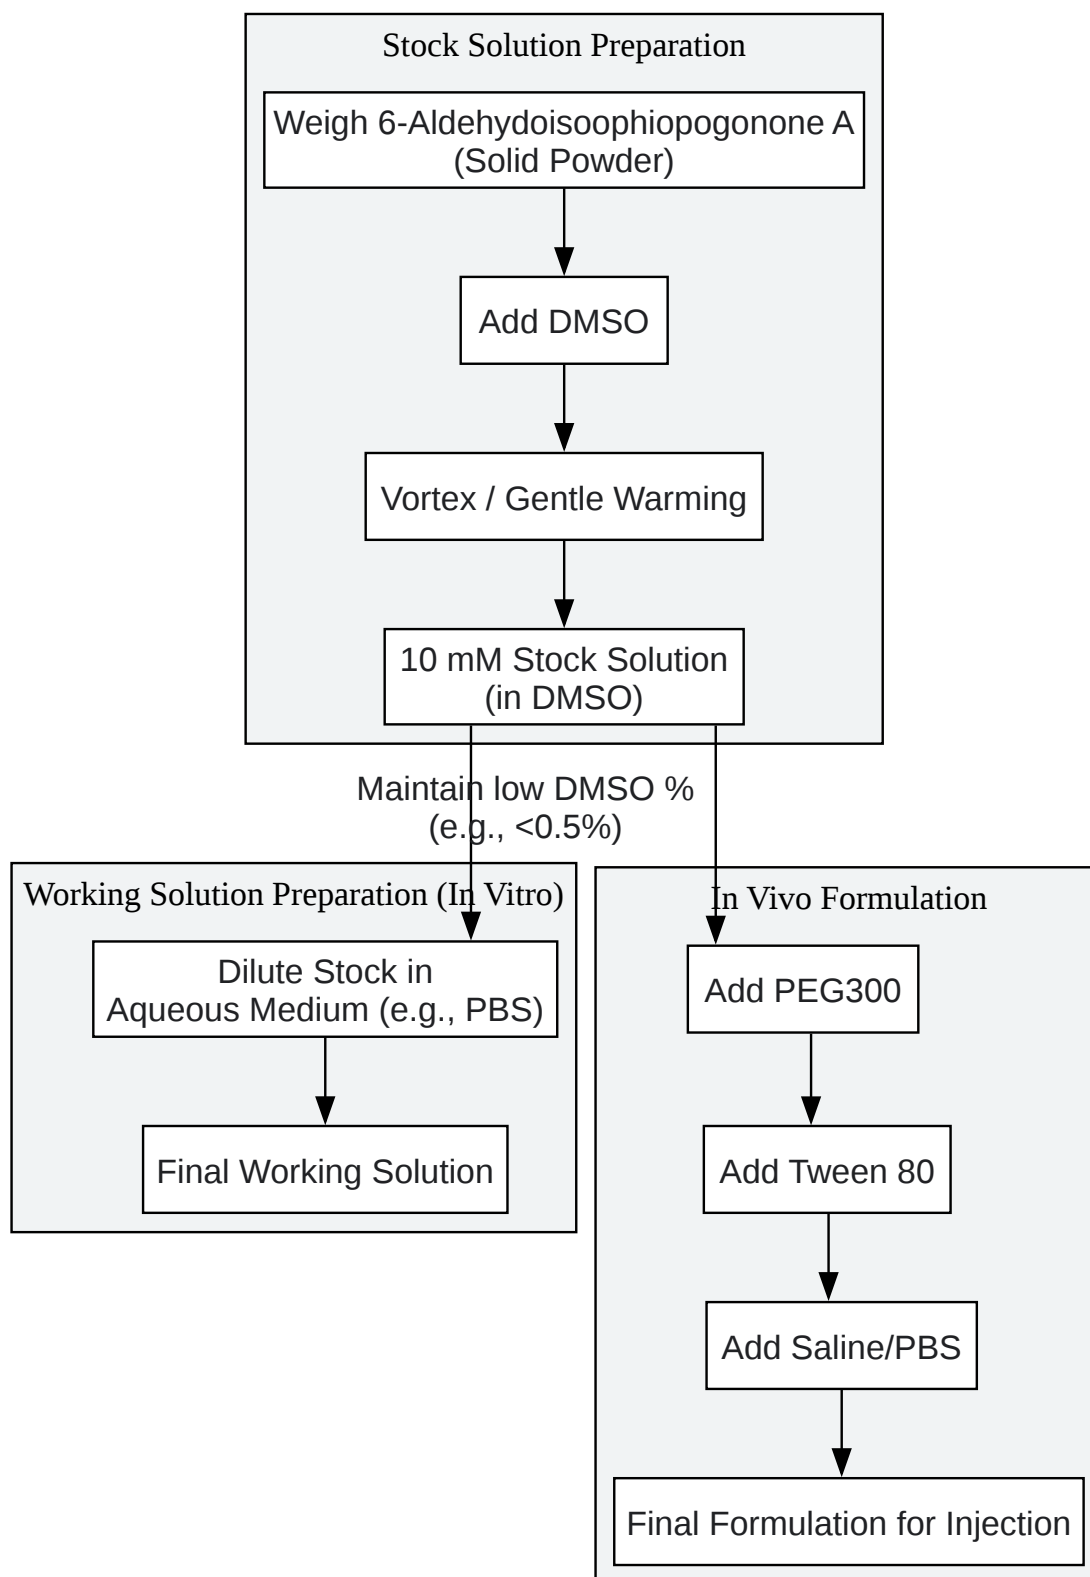 Stock Solution Preparation
Weigh 6-Aldehydoisoophiopogonone A
(Solid Powder)
Add DMSO
Vortex / Gentle Warming
10 mM Stock Solution
(in DMSO)
Maintain low DMSO %
(e.g., <0.5%)
Working Solution Preparation (In Vitro)
Dilute Stock in
Aqueous Medium (e.g., PBS)
Final Working Solution
In Vivo Formulation
Add PEG300
Add Tween 80
Add Saline/PBS
Final Formulation for Injection